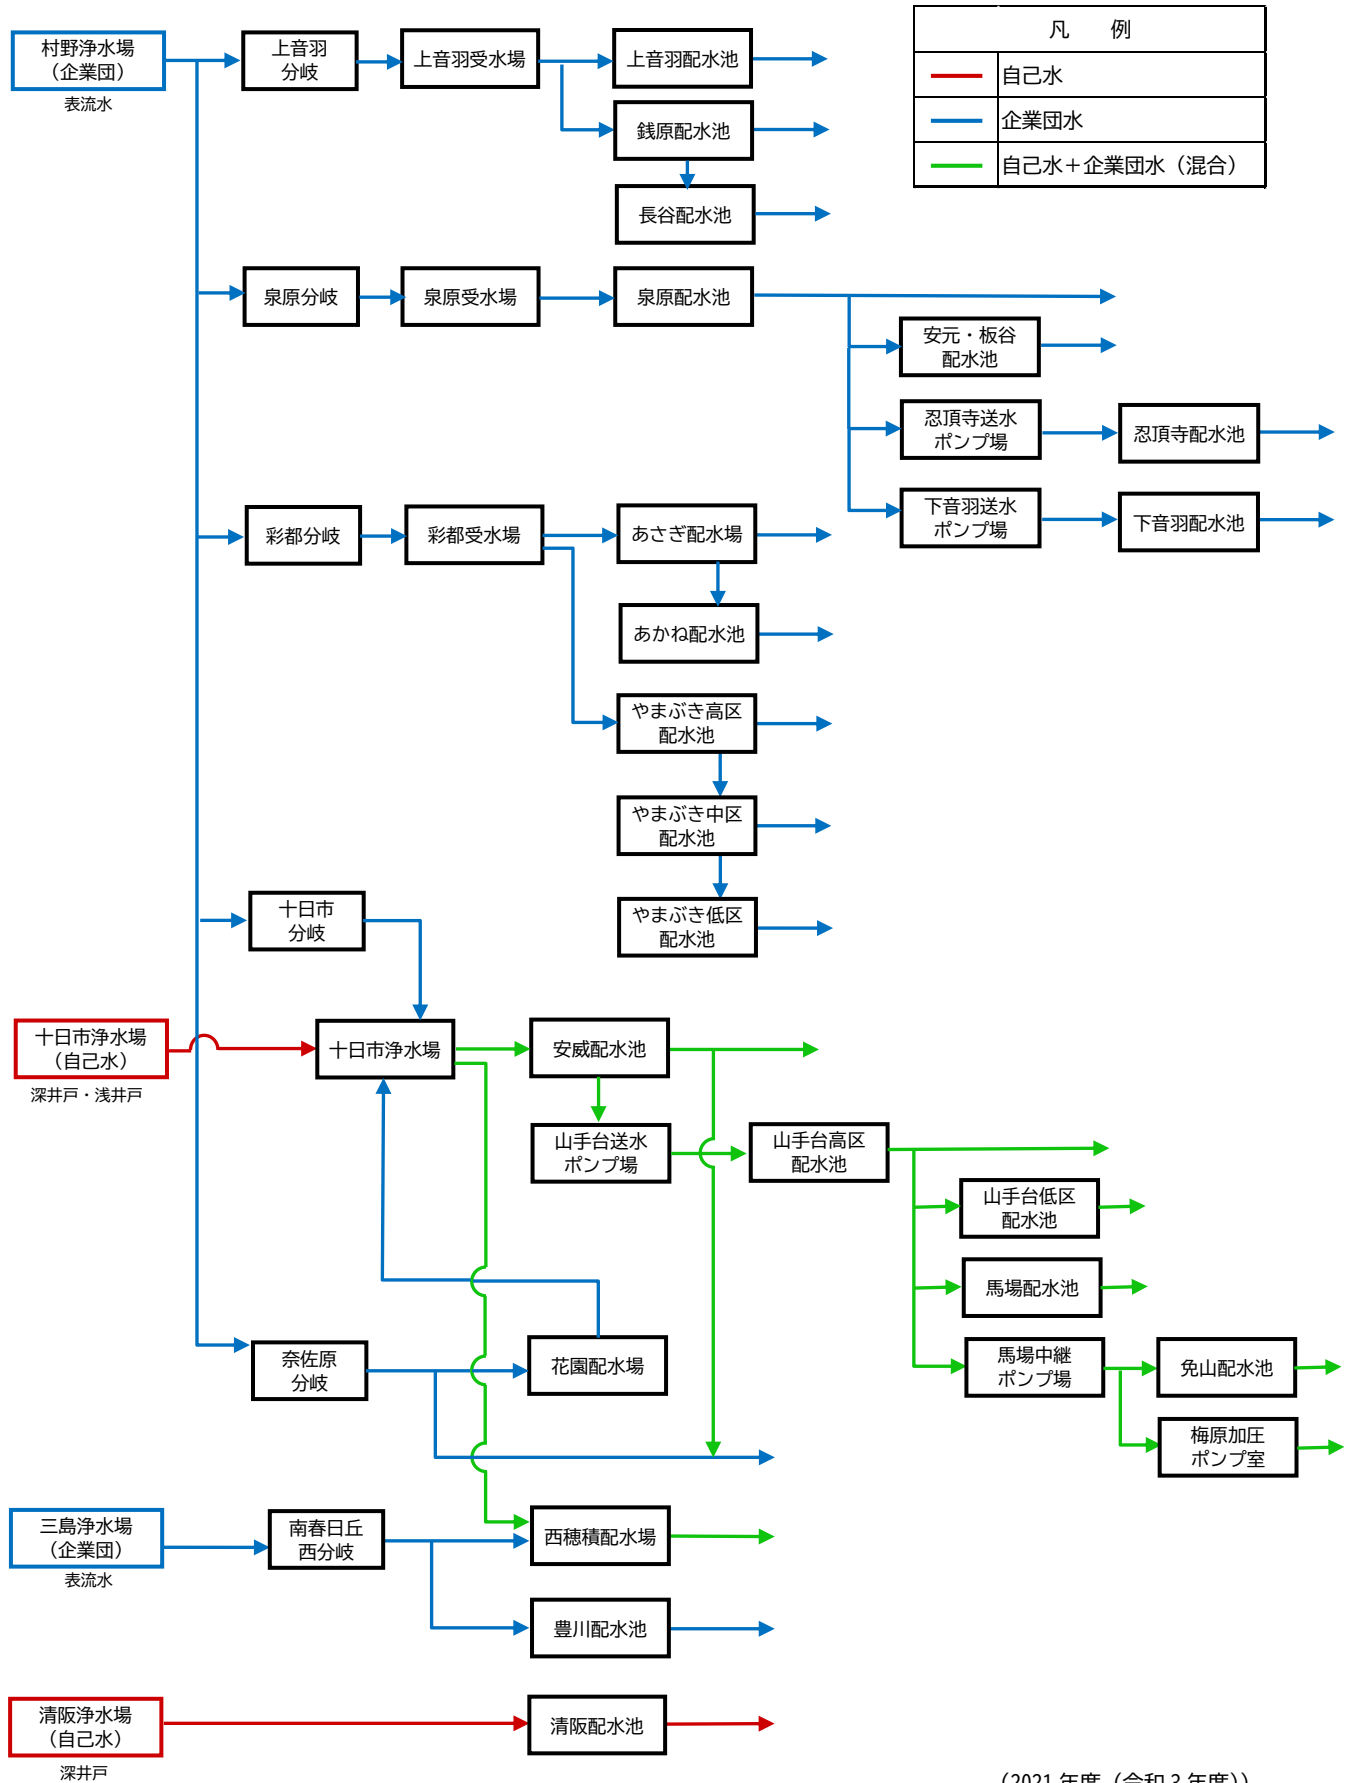 凡 例
自己水
企業団水
自己水＋企業団水（混合）
村野浄水場
（企業団）
表流水
上音羽
分岐
上音羽受水場
上音羽配水池
銭原配水池
長谷配水池
泉原分岐
泉原受水場
泉原配水池
安元・板谷
配水池
忍頂寺送水
ポンプ場
忍頂寺配水池
下音羽送水
ポンプ場
下音羽配水池
彩都分岐
彩都受水場
あさぎ配水場
あかね配水池
やまぶき高区
配水池
やまぶき中区
配水池
やまぶき低区
配水池
十日市
分岐
十日市浄水場
（自己水）
深井戸・浅井戸
十日市浄水場
安威配水池
山手台送水
ポンプ場
山手台高区
配水池
山手台低区
配水池
馬場配水池
馬場中継
ポンプ場
免山配水池
梅原加圧
ポンプ室
奈佐原
分岐
花園配水場
三島浄水場
（企業団）
表流水
南春日丘
西分岐
西穂積配水場
豊川配水池
清阪浄水場
（自己水）
深井戸
清阪配水池
（2021 年度（令和 3 年度））